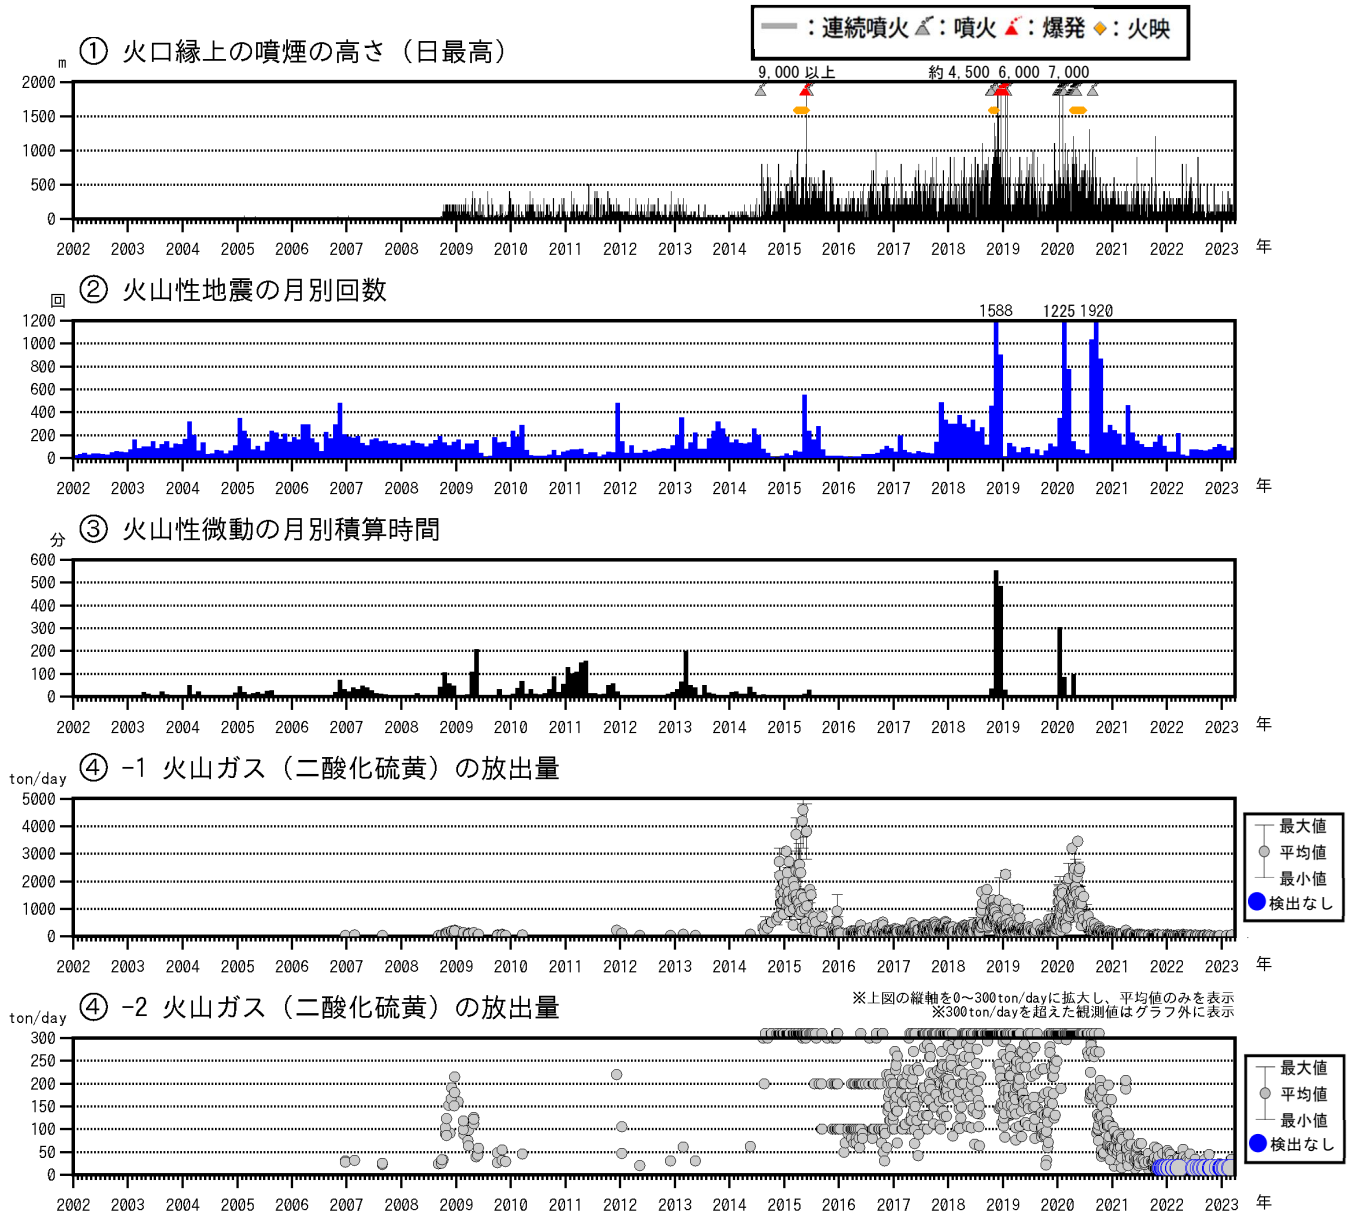 ━：連続噴火 ：噴火 ：爆発 ：火映
① 火口縁上の噴煙の高さ（日最高）
m
9,000 以上 約 4,500 6,000 7,000
2000
1500
1000
500
0
2002 2003 2004 2005 2006 2007 2008 2009 2010 2011 2012 2013 2014 2015 2016 2017 2018 2019 2020 2021 2022 2023 年
② 火山性地震の月別回数
回
1588 1225 1920
1200
1000
800
600
400
200
0
2002 2003 2004 2005 2006 2007 2008 2009 2010 2011 2012 2013 2014 2015 2016 2017 2018 2019 2020 2021 2022 2023 年
③ 火山性微動の月別積算時間
分
600
500
400
300
200
100
0
2002 2003 2004 2005 2006 2007 2008 2009 2010 2011 2012 2013 2014 2015 2016 2017 2018 2019 2020 2021 2022 2023 年
④ -1 火山ガス（二酸化硫黄）の放出量
ton/day
5000
4000
3000
2000
1000
0
最大値
平均値
最小値
検出なし
2002 2003 2004 2005 2006 2007 2008 2009 2010 2011 2012 2013 2014 2015 2016 2017 2018 2019 2020 2021 2022 2023 年
④ -2 火山ガス（二酸化硫黄）の放出量
ton/day
※上図の縦軸を0～300ton/dayに拡大し、平均値のみを表示
※300ton/dayを超えた観測値はグラフ外に表示
300
250
200
150
100
50
0
最大値
平均値
最小値
検出なし
2002 2003 2004 2005 2006 2007 2008 2009 2010 2011 2012 2013 2014 2015 2016 2017 2018 2019 2020 2021 2022 2023 年